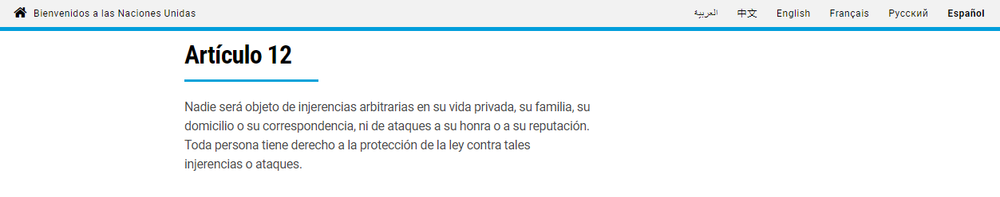 Bienvenidos a las Naciones Unidas العربية 中文 English Français Русский Español
Artículo 12
Nadie será objeto de injerencias arbitrarias en su vida privada, su familia, su
domicilio o su correspondencia, ni de ataques a su honra o a su reputación.
Toda persona tiene derecho a la protección de la ley contra tales
injerencias o ataques.